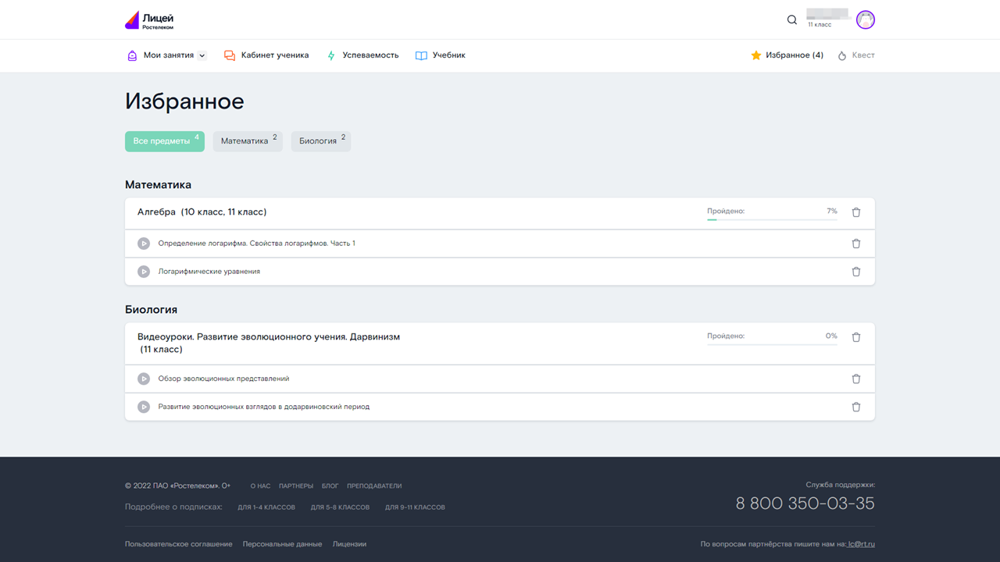 Лицей
Ростелеком
11 класс
Мои занятия
Кабинет ученика
Успеваемость
Учебник
Избранное (4)
Квест
Избранное
Все предметы 4
Математика 2
Биология 2
Математика
Алгебра (10 класс, 11 класс)
Пройдено: 7%
Определение логарифма. Свойства логарифмов. Часть 1
Логарифмические уравнения
Биология
Видеоуроки. Развитие эволюционного учения. Дарвинизм
(11 класс)
Пройдено: 0%
Обзор эволюционных представлений
Развитие эволюционных взглядов в додарвиновский период
© 2022 ПАО «Ростелеком». 0+
О НАС
ПАРТНЕРЫ
БЛОГ
ПРЕПОДАВАТЕЛИ
Служба поддержки:
8 800 350-03-35
Подробнее о подписках:
ДЛЯ 1-4 КЛАССОВ
ДЛЯ 5-8 КЛАССОВ
ДЛЯ 9-11 КЛАССОВ
Пользовательское соглашение
Персональные данные
Лицензии
По вопросам партнёрства пишите нам на: lc@rt.ru